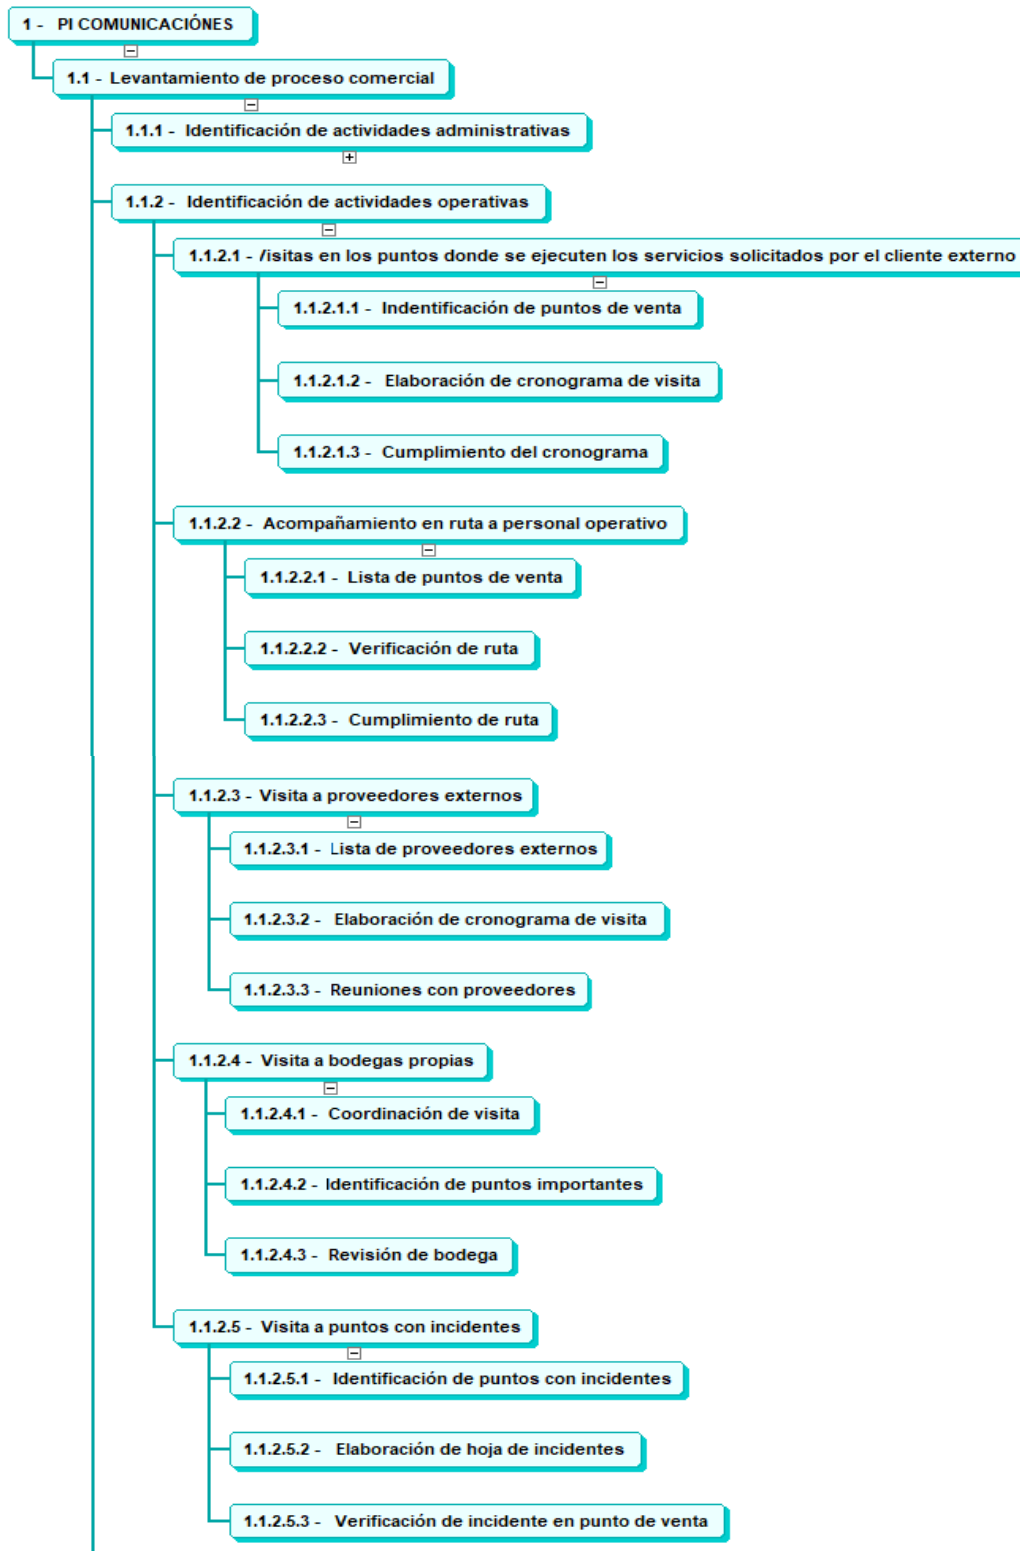 1 - PI COMUNICACIÓNES
1.1 - Levantamiento de proceso comercial
1.1.1 - Identificación de actividades administrativas
1.1.2 - Identificación de actividades operativas
1.1.2.1 - /isitas en los puntos donde se ejecuten los servicios solicitados por el cliente externo
1.1.2.1.1 - Indentificación de puntos de venta
1.1.2.1.2 - Elaboración de cronograma de visita
1.1.2.1.3 - Cumplimiento del cronograma
1.1.2.2 - Acompañamiento en ruta a personal operativo
1.1.2.2.1 - Lista de puntos de venta
1.1.2.2.2 - Verificación de ruta
1.1.2.2.3 - Cumplimiento de ruta
1.1.2.3 - Visita a proveedores externos
1.1.2.3.1 - Lista de proveedores externos
1.1.2.3.2 - Elaboración de cronograma de visita
1.1.2.3.3 - Reuniones con proveedores
1.1.2.4 - Visita a bodegas propias
1.1.2.4.1 - Coordinación de visita
1.1.2.4.2 - Identificación de puntos importantes
1.1.2.4.3 - Revisión de bodega
1.1.2.5 - Visita a puntos con incidentes
1.1.2.5.1 - Identificación de puntos con incidentes
1.1.2.5.2 - Elaboración de hoja de incidentes
1.1.2.5.3 - Verificación de incidente en punto de venta